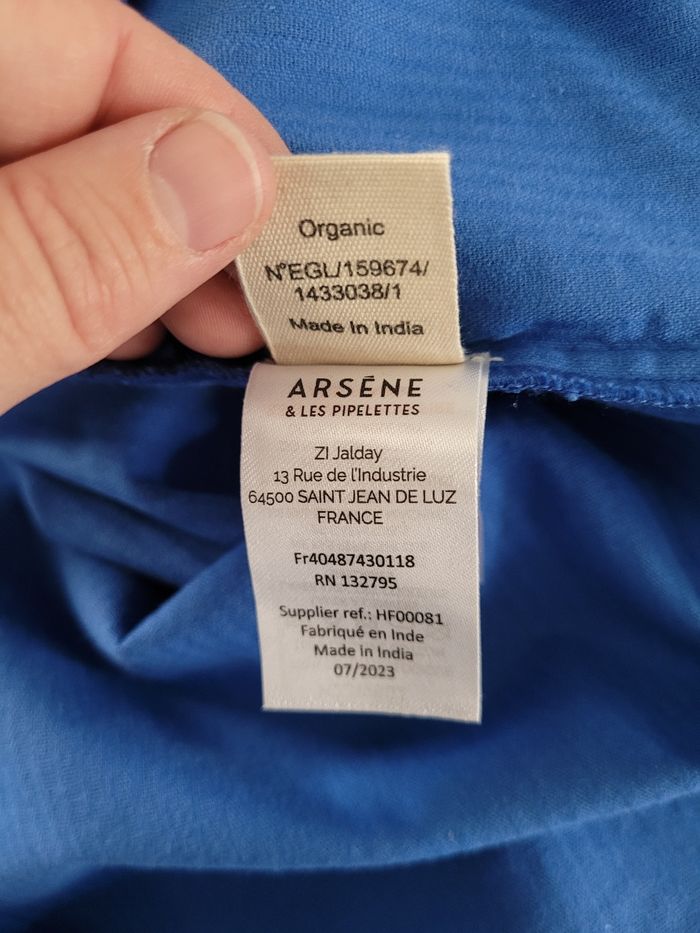 Organic
N°EGL/159674/
1433038/1
Made in India
ARSÈNE
& LES PIPELETTES
ZI Jalday
13 Rue de l'Industrie
64500 SAINT JEAN DE LUZ
FRANCE
Fr40487430118
RN 132795
Supplier ref.: HF00081
Fabriqué en Inde
Made in India
07/2023